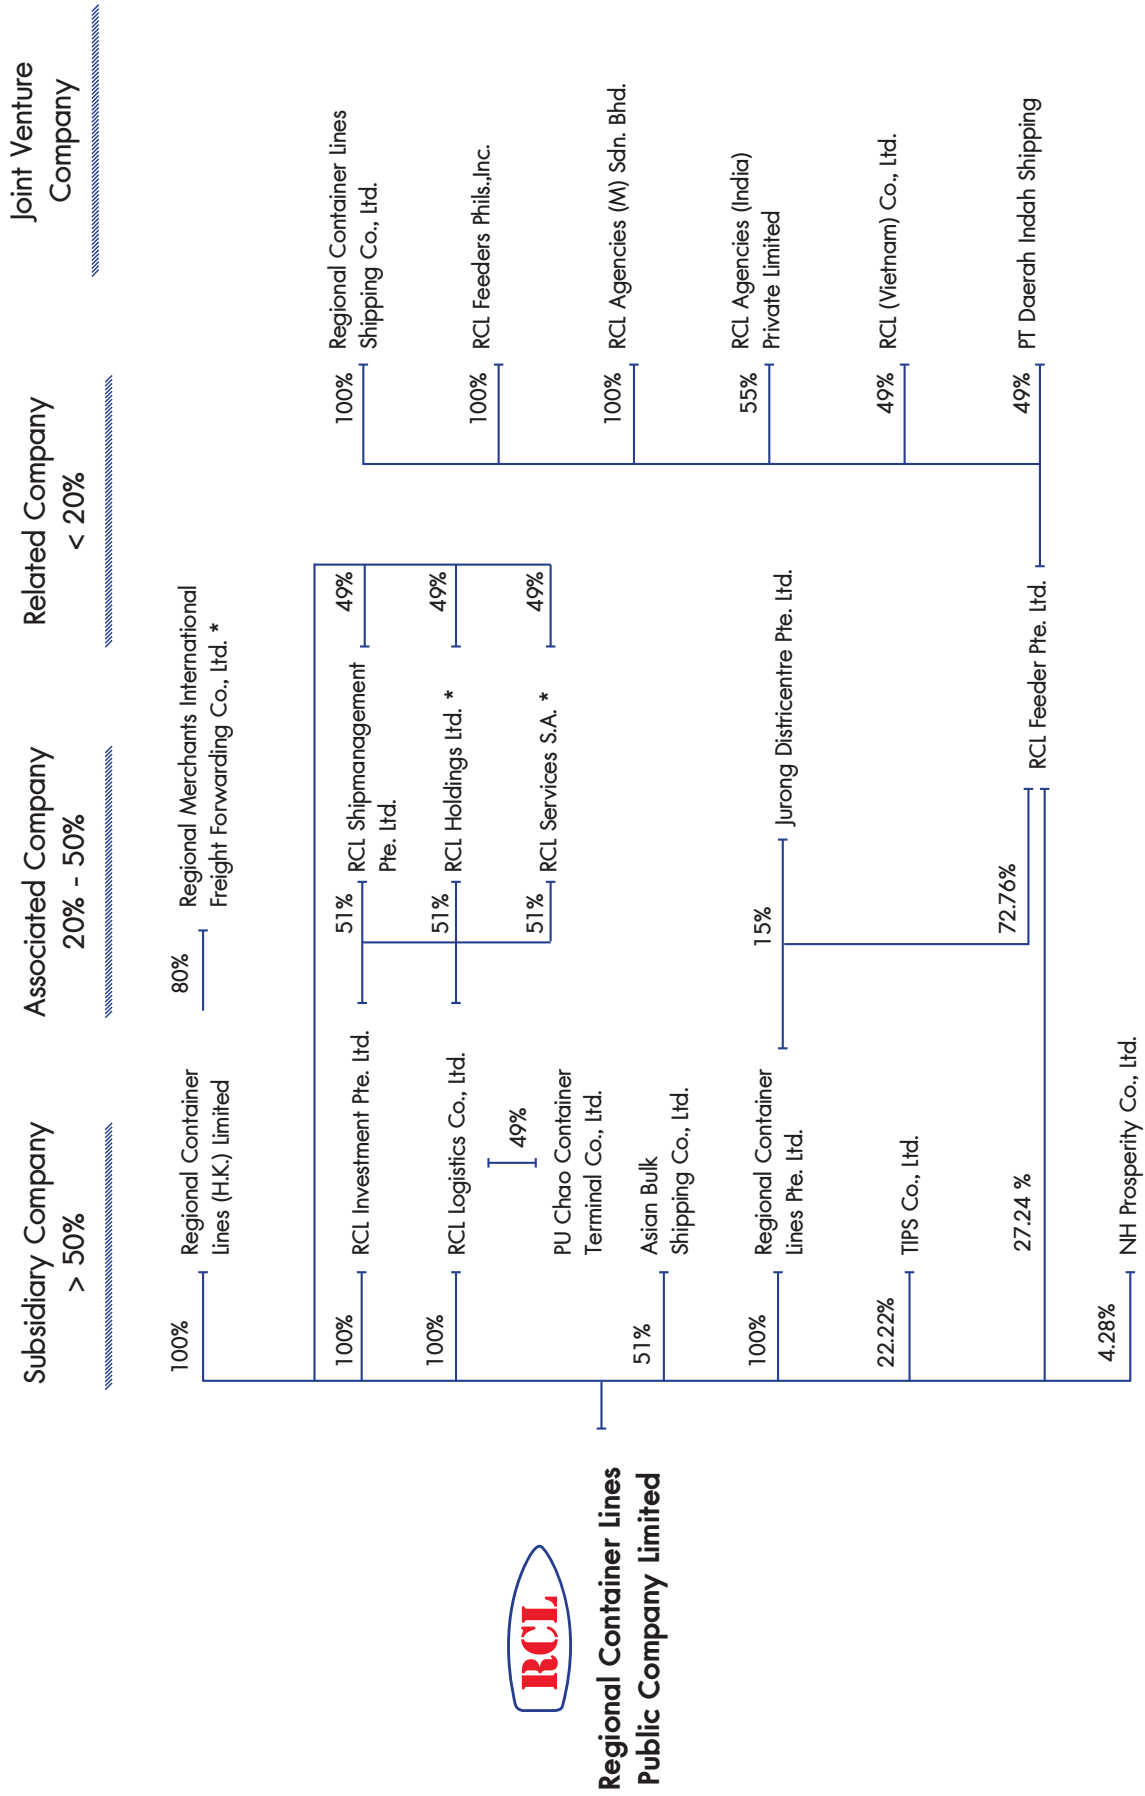 Subsidiary Company
> 50%
Associated Company
20% - 50%
Related Company
< 20%
Joint Venture
Company
RCL
Regional Container Lines
Public Company Limited
100%
Regional Container
Lines (H.K.) Limited
80%
Regional Merchants International
Freight Forwarding Co., Ltd. *
100%
RCL Investment Pte. Ltd.
51%
RCL Shipmanagement
Pte. Ltd.
49%
100%
RCL Logistics Co., Ltd.
51%
RCL Holdings Ltd. *
49%
49%
PU Chao Container
Terminal Co., Ltd.
51%
RCL Services S.A. *
49%
51%
Asian Bulk
Shipping Co., Ltd.
100%
Regional Container
Lines Pte. Ltd.
15%
Jurong Districentre Pte. Ltd.
22.22%
TIPS Co., Ltd.
72.76%
27.24 %
RCL Feeder Pte. Ltd.
4.28%
NH Prosperity Co., Ltd.
100%
Regional Container Lines
Shipping Co., Ltd.
100%
RCL Feeders Phils.,Inc.
100%
RCL Agencies (M) Sdn. Bhd.
55%
RCL Agencies (India)
Private Limited
49%
RCL (Vietnam) Co., Ltd.
49%
PT Daerah Indah Shipping